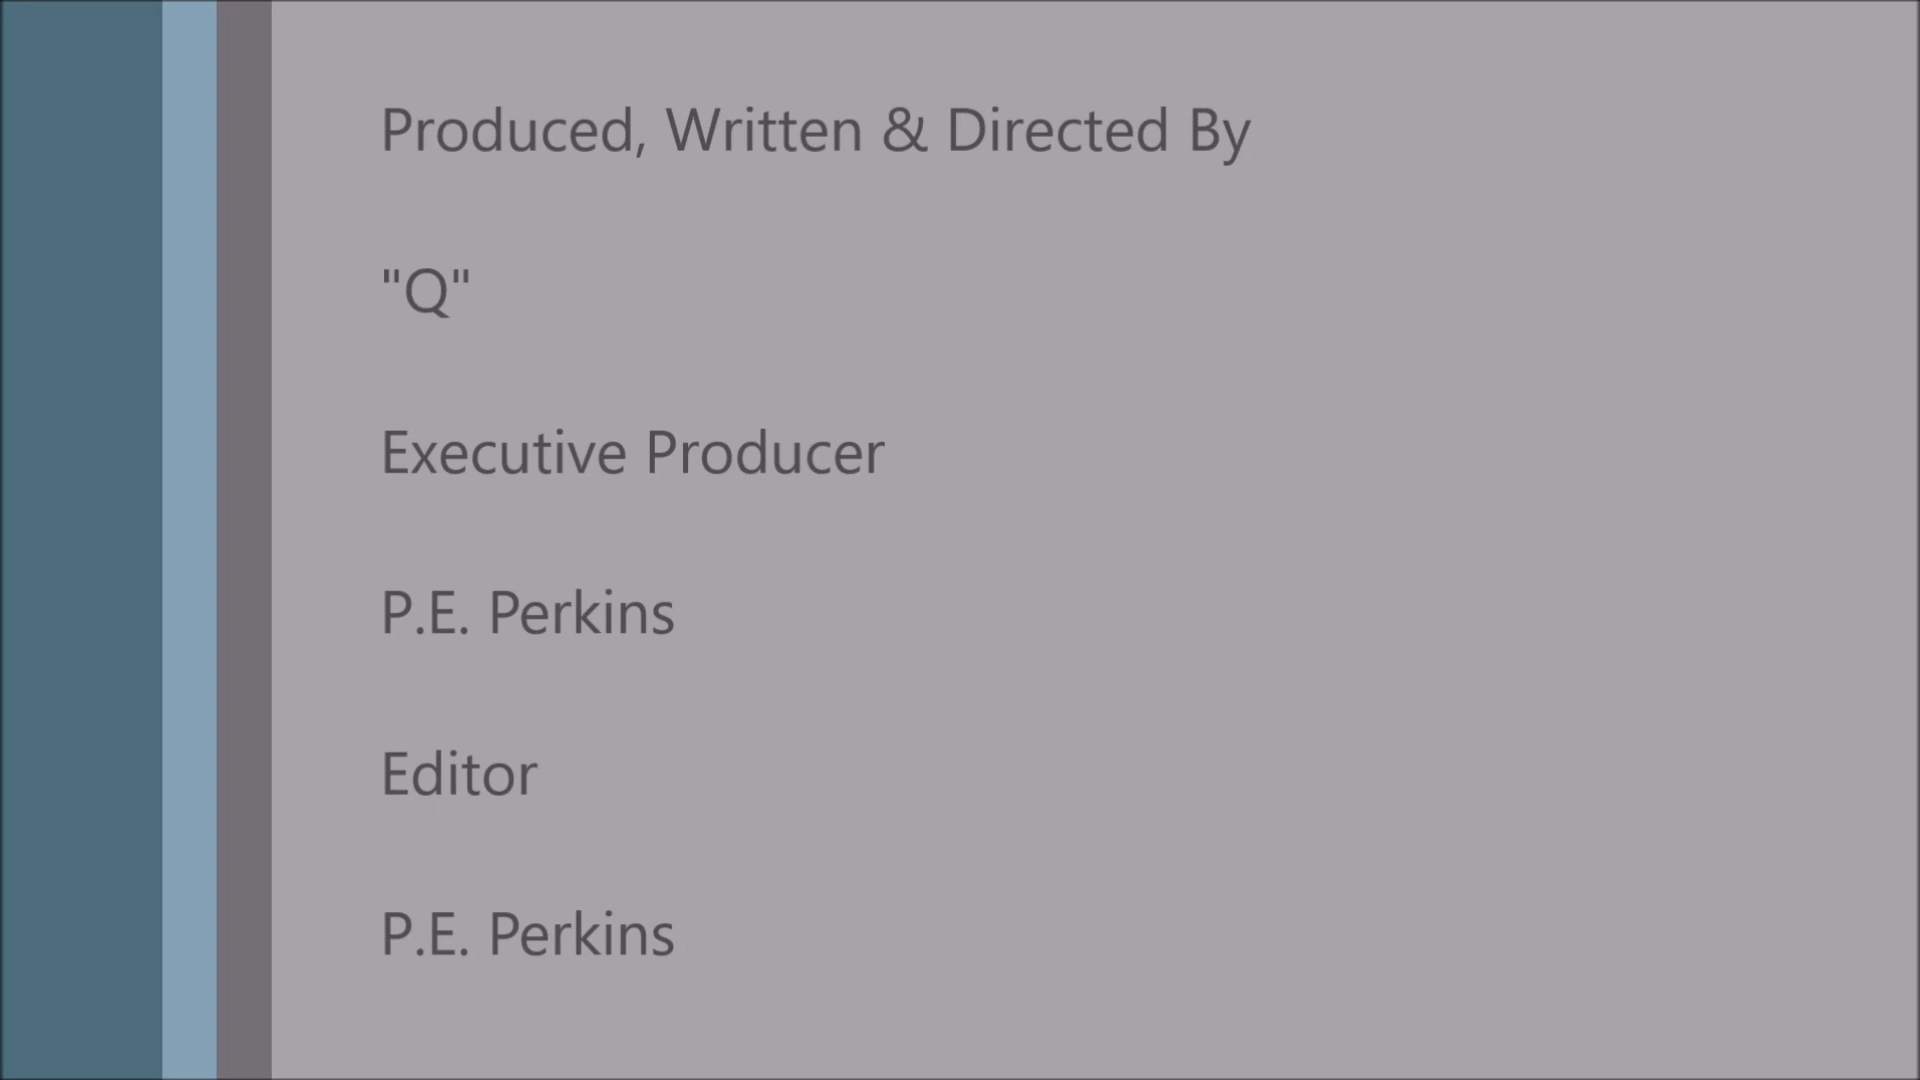 Produced, Written & Directed By
"Q"
Executive Producer
P.E. Perkins
Editor
P.E. Perkins